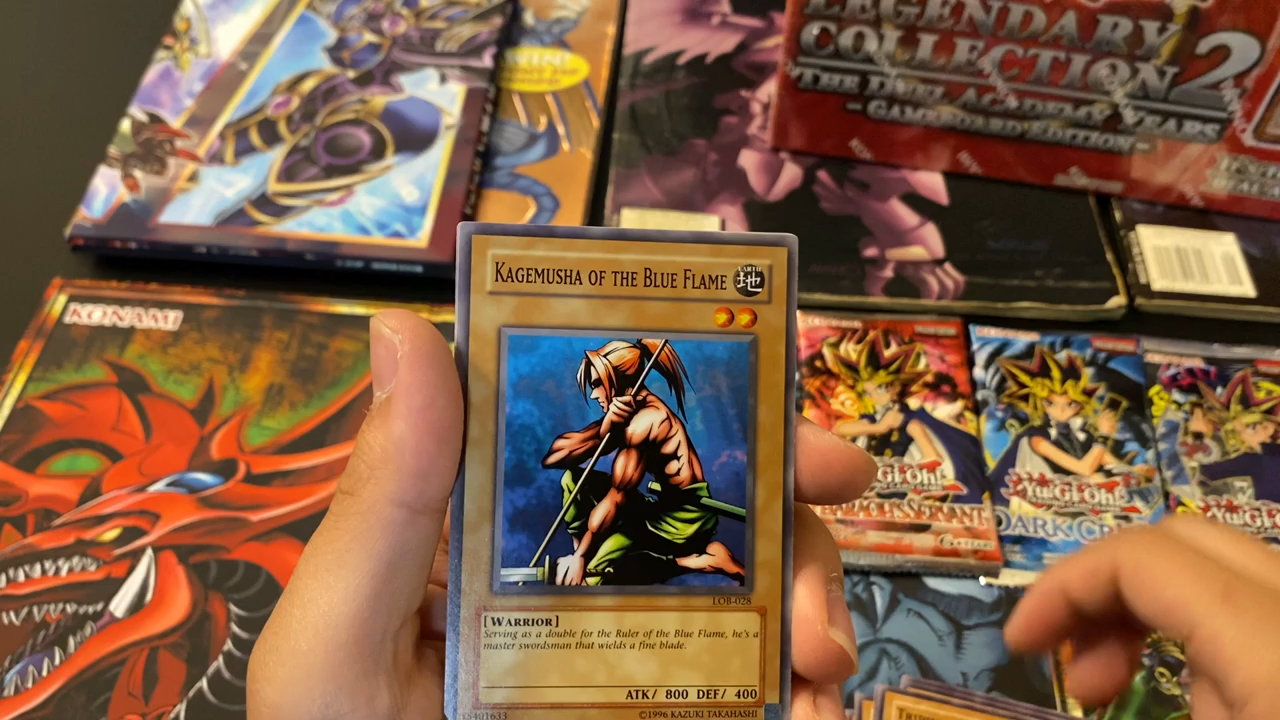 LEGENDARY
COLLECTION 2
THE DUEL ACADEMY YEARS
- GAMEBOARD EDITION -
KONAMI
KAGEMUSHA OF THE BLUE FLAME
EARTH
地
LOB-028
[WARRIOR]
Serving as a double for the Ruler of the Blue Flame, he's a
master swordsman that wields a fine blade.
ATK/ 800 DEF/ 400
©1996 KAZUKI TAKAHASHI
Yu-Gi-Oh!
Yu-Gi-Oh!
DARK